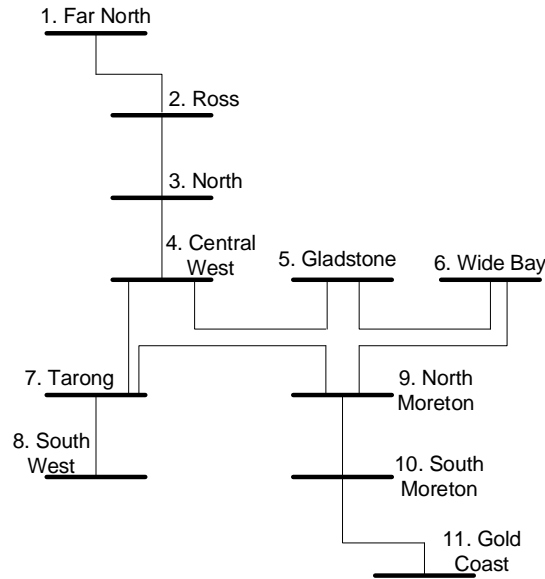 1. Far North
2. Ross
3. North
4. Central
West
5. Gladstone
6. Wide Bay
7. Tarong
8. South
West
9. North
Moreton
10. South
Moreton
11. Gold
Coast